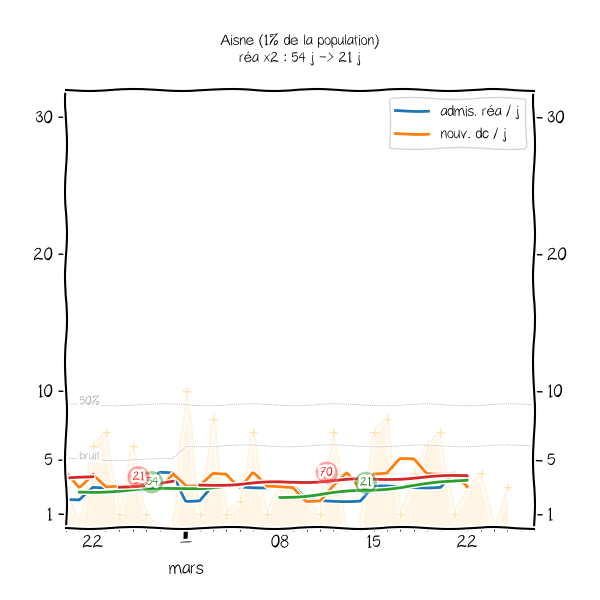 Aisne (1% de la population)
réa x2 : 54 j -> 21 j
admis. réa / j
nouv. dc / j
30 30
20 20
10 10
50%
5 bruit 5
21 54 70 21
1 1
22 1 08 15 22
mars